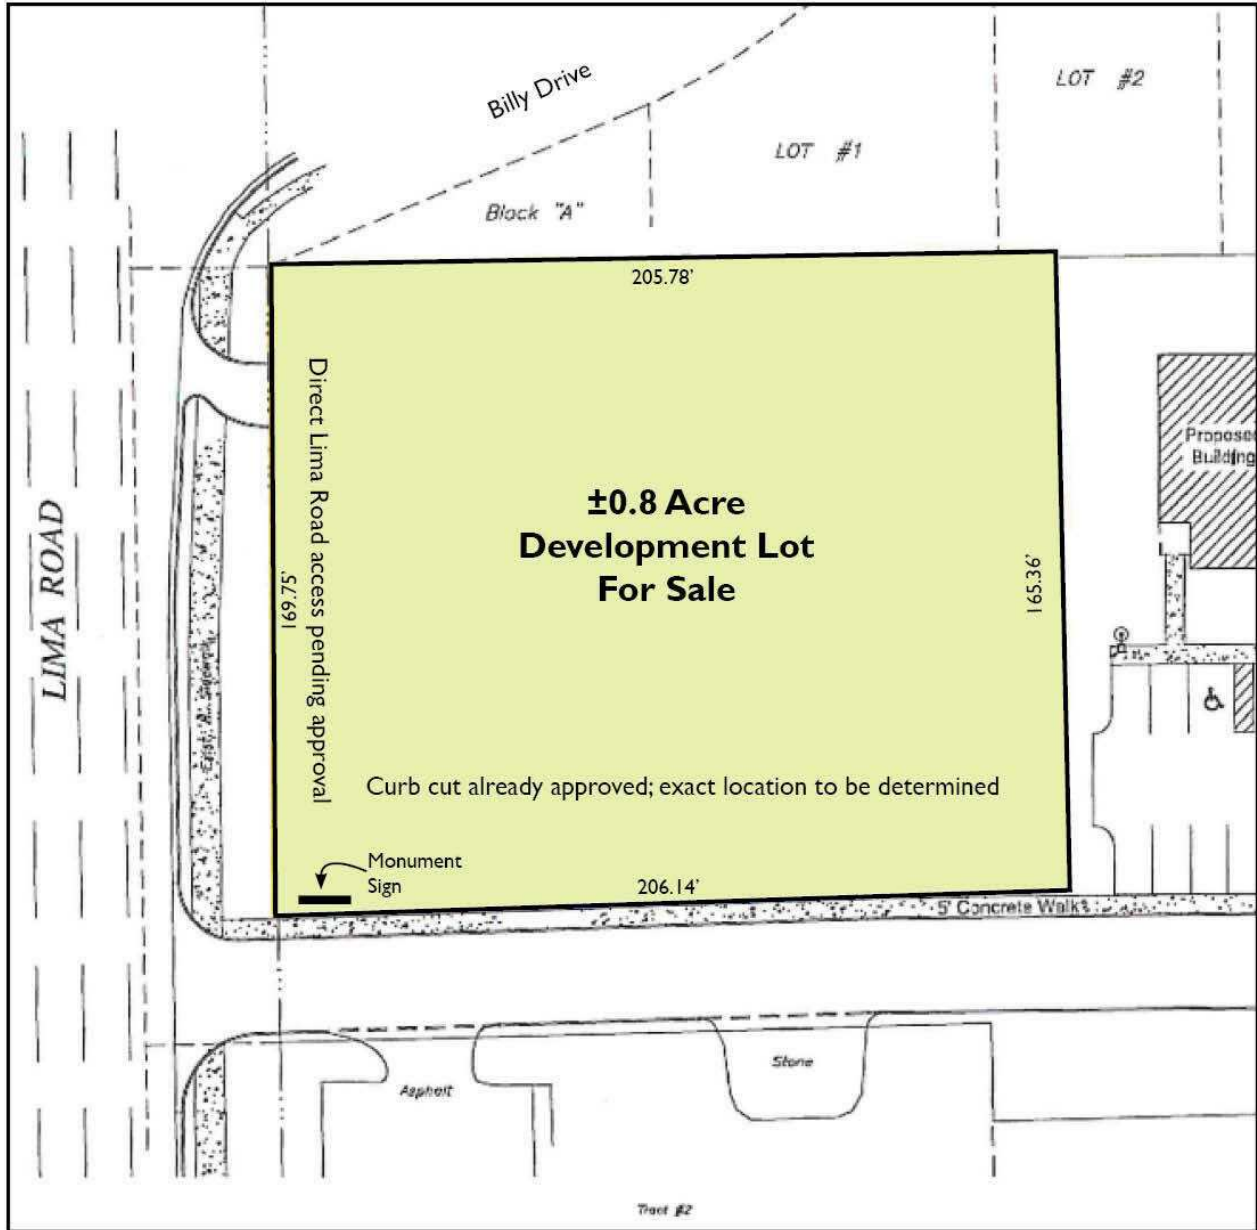 Billy Drive
LOT #2
LOT #1
Block "A"
205.78'
Direct Lima Road access pending approval
Proposed
Building
±0.8 Acre
Development Lot
For Sale
LIMA ROAD
169.75'
165.36'
Curb cut already approved; exact location to be determined
Monument
Sign
206.14'
5' Concrete Walk
Asphalt
Stone
Tract #2